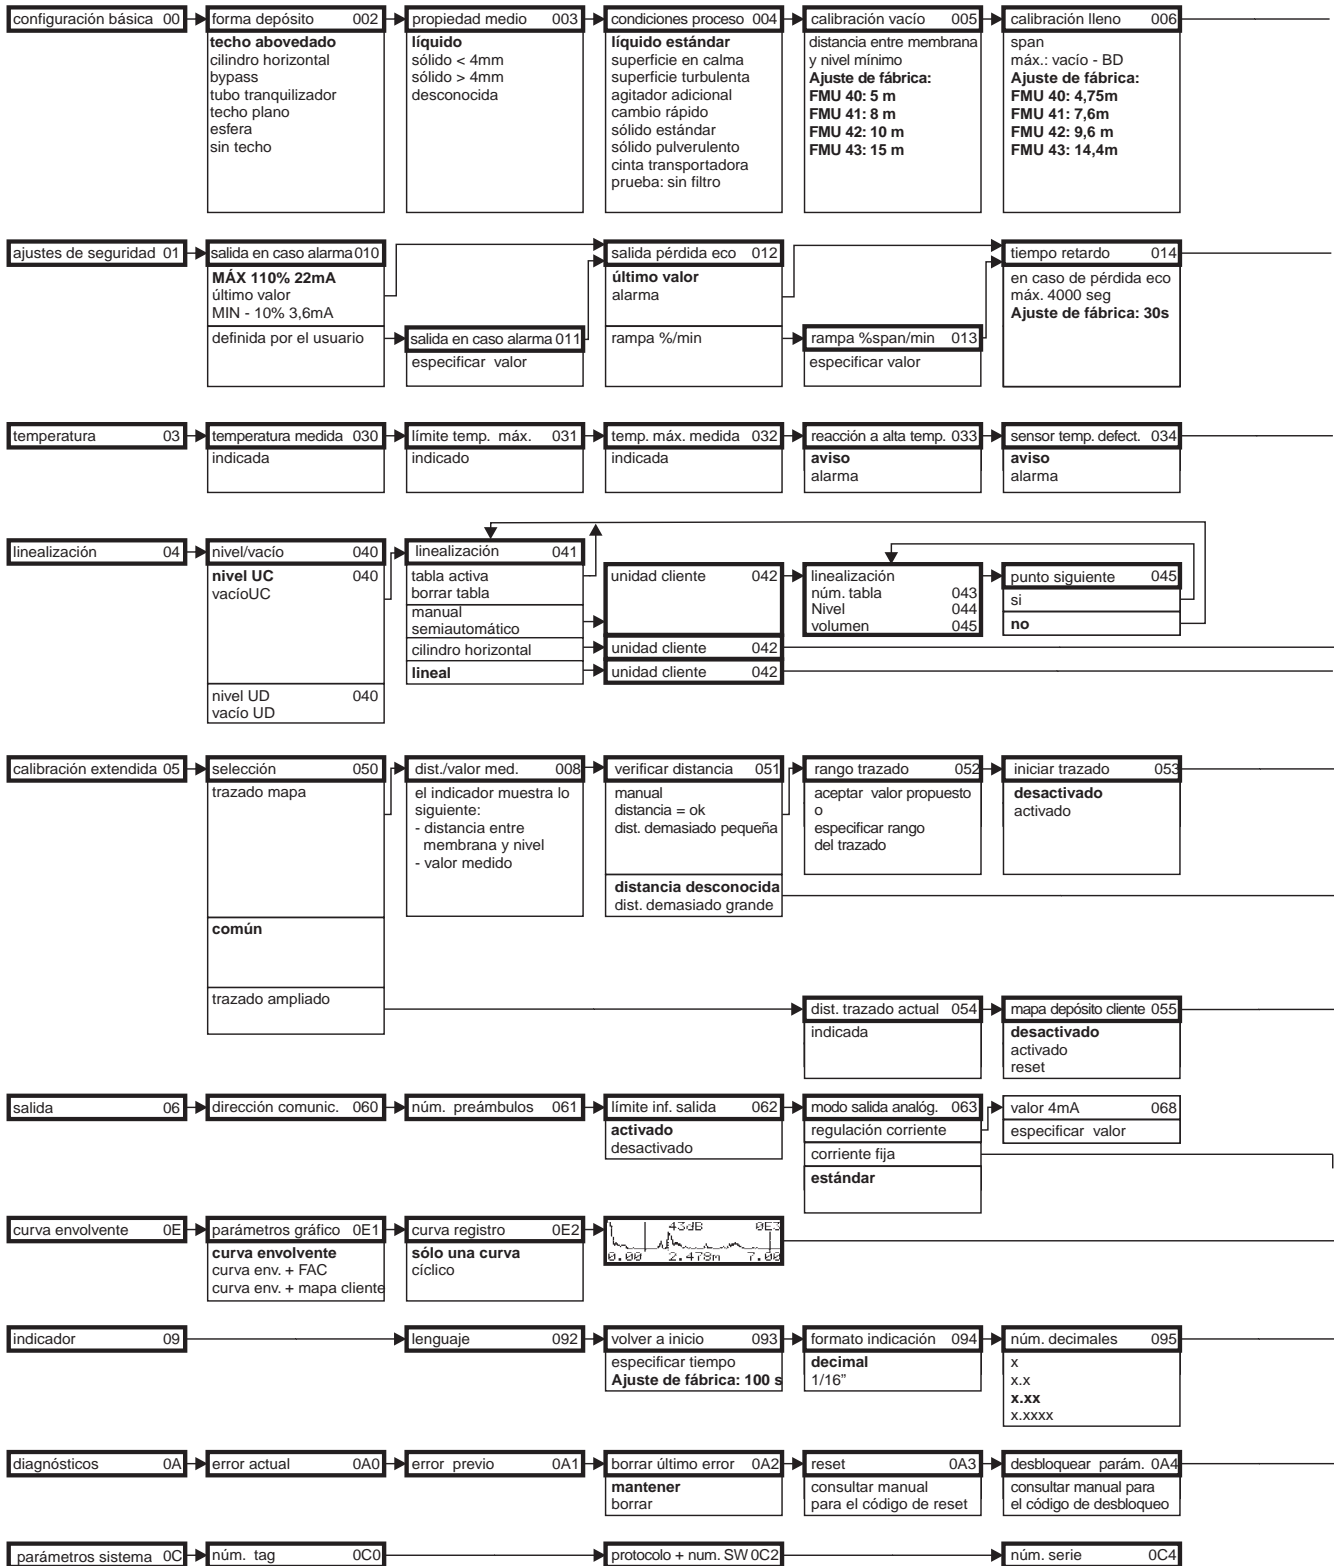 configuración básica 00
forma depósito 002
techo abovedado
cilindro horizontal
bypass
tubo tranquilizador
techo plano
esfera
sin techo
propiedad medio 003
líquido
sólido < 4mm
sólido > 4mm
desconocida
condiciones proceso 004
líquido estándar
superficie en calma
superficie turbulenta
agitador adicional
cambio rápido
sólido estándar
sólido pulverulento
cinta transportadora
prueba: sin filtro
calibración vacío 005
distancia entre membrana
y nivel mínimo
Ajuste de fábrica:
FMU 40: 5 m
FMU 41: 8 m
FMU 42: 10 m
FMU 43: 15 m
calibración lleno 006
span
máx.: vacío - BD
Ajuste de fábrica:
FMU 40: 4,75m
FMU 41: 7,6m
FMU 42: 9,6 m
FMU 43: 14,4m
ajustes de seguridad 01
salida en caso alarma 010
MÁX 110% 22mA
último valor
MIN - 10% 3,6mA
definida por el usuario
salida en caso alarma 011
especificar valor
salida pérdida eco 012
último valor
alarma
rampa %/min
rampa %span/min 013
especificar valor
tiempo retardo 014
en caso de pérdida eco
máx. 4000 seg
Ajuste de fábrica: 30s
temperatura 03
temperatura medida 030
indicada
límite temp. máx. 031
indicado
temp. máx. medida 032
indicada
reacción a alta temp. 033
aviso
alarma
sensor temp. defect. 034
aviso
alarma
linealización 04
nivel/vacío 040
nivel UC 040
vacíoUC
nivel UD 040
vacío UD
linealización 041
tabla activa
borrar tabla
manual
semiautomático
cilindro horizontal
lineal
unidad cliente 042
unidad cliente 042
unidad cliente 042
linealización
núm. tabla 043
Nivel 044
volumen 045
punto siguiente 045
si
no
calibración extendida 05
selección 050
trazado mapa
común
trazado ampliado
dist./valor med. 008
el indicador muestra lo
siguiente:
- distancia entre
membrana y nivel
- valor medido
verificar distancia 051
manual
distancia = ok
dist. demasiado pequeña
distancia desconocida
dist. demasiado grande
rango trazado 052
aceptar valor propuesto
o
especificar rango
del trazado
iniciar trazado 053
desactivado
activado
dist. trazado actual 054
indicada
mapa depósito cliente 055
desactivado
activado
reset
salida 06
dirección comunic. 060
núm. preámbulos 061
límite inf. salida 062
activado
desactivado
modo salida analóg. 063
regulación corriente
corriente fija
estándar
valor 4mA 068
especificar valor
curva envolvente 0E
parámetros gráfico 0E1
curva envolvente
curva env. + FAC
curva env. + mapa cliente
curva registro 0E2
sólo una curva
cíclico
43dB 0E3
0.00 2.478m 7.00
indicador 09
lenguaje 092
volver a inicio 093
especificar tiempo
Ajuste de fábrica: 100 s
formato indicación 094
decimal
1/16"
núm. decimales 095
x
x.x
x.xx
x.xxxx
diagnósticos 0A
error actual 0A0
error previo 0A1
borrar último error 0A2
mantener
borrar
reset 0A3
consultar manual
para el código de reset
desbloquear parám. 0A4
consultar manual para
el código de desbloqueo
parámetros sistema 0C
núm. tag 0C0
protocolo + num. SW 0C2
núm. serie 0C4